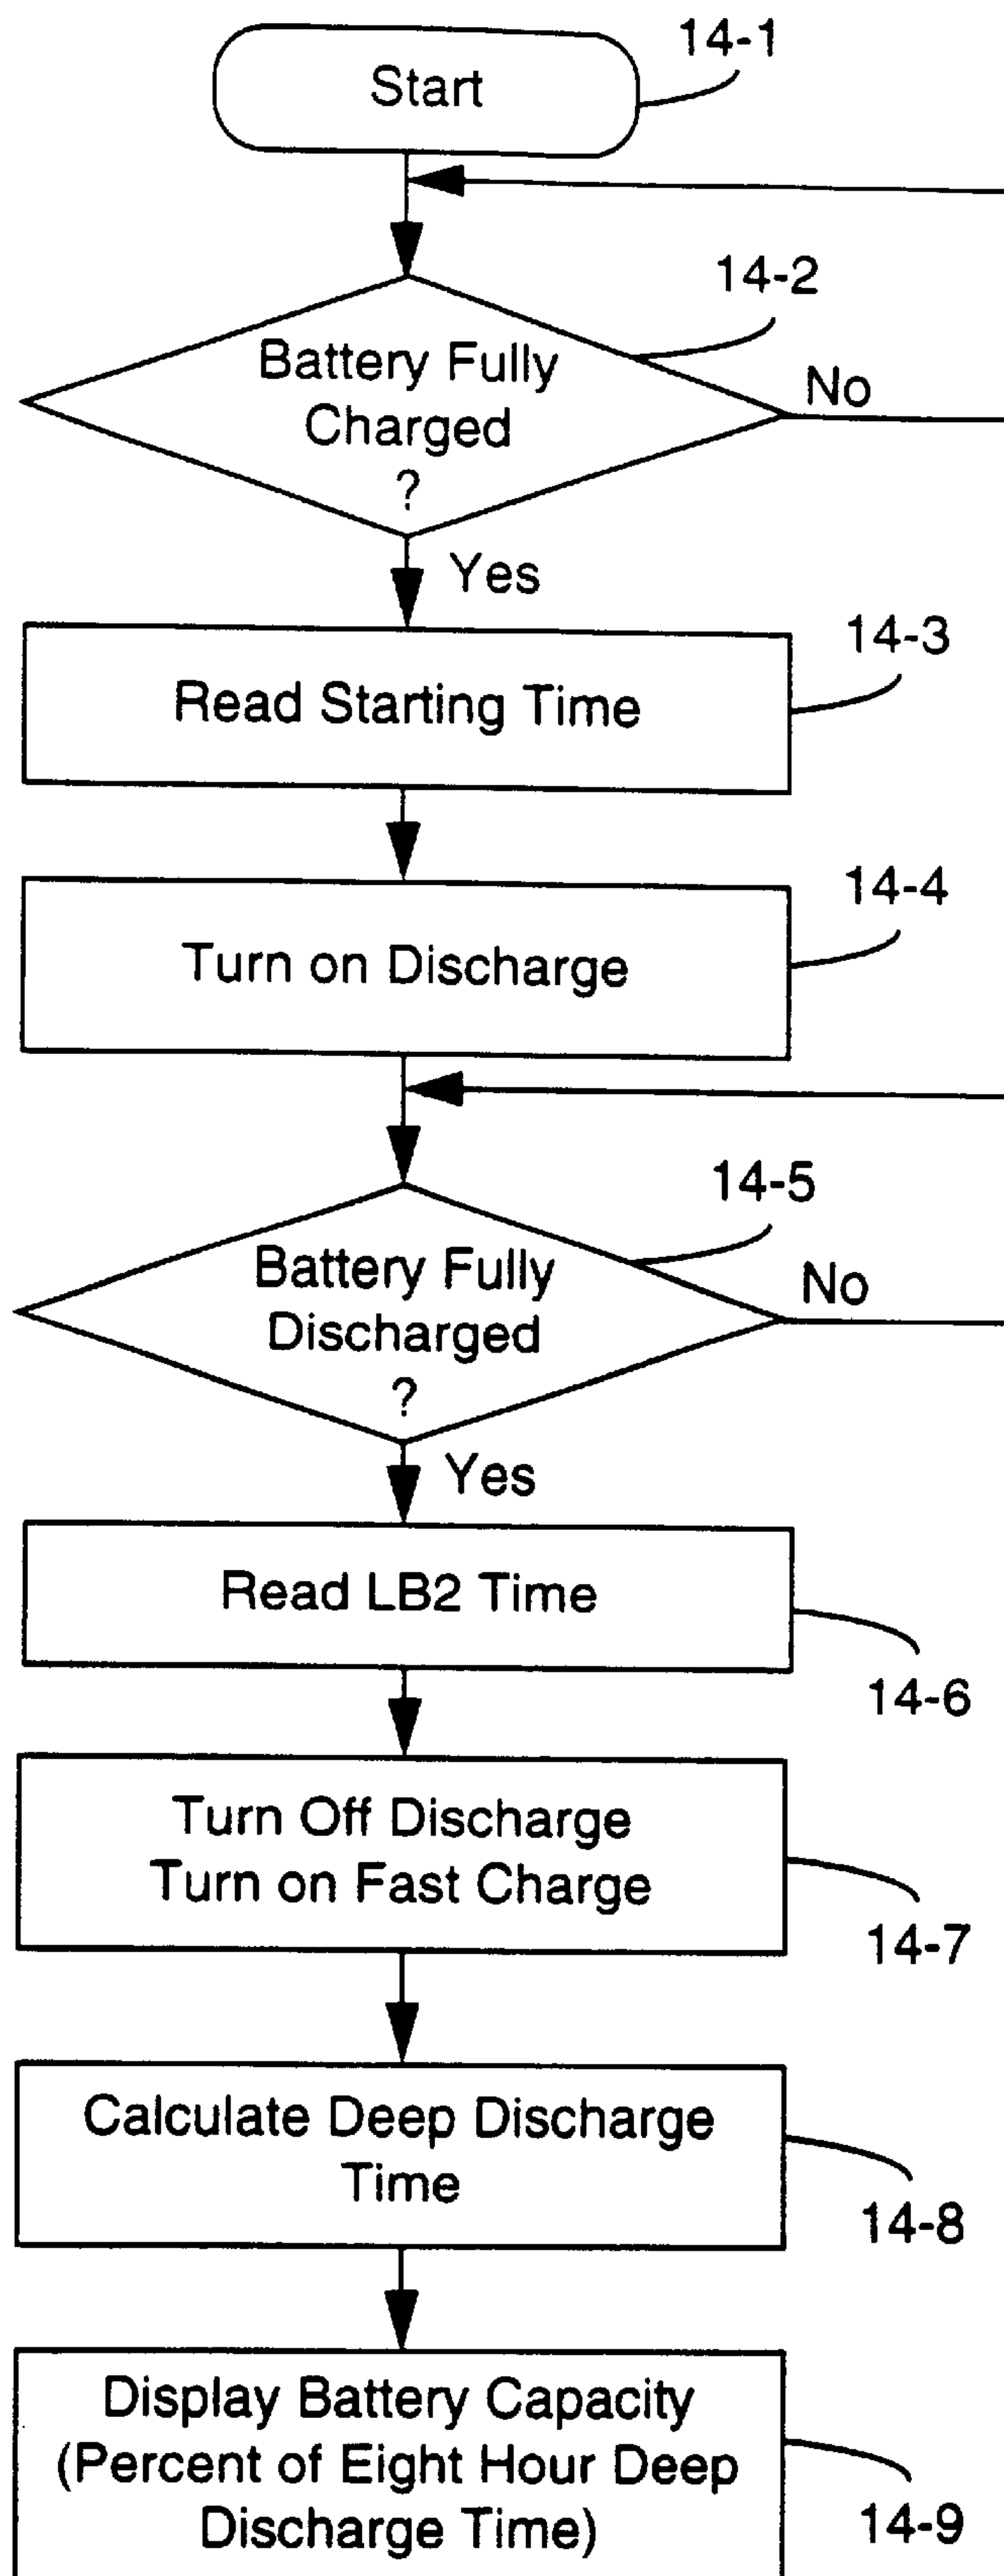 Start
14-1
14-2
Battery Fully
Charged
?
No
Yes
14-3
Read Starting Time
14-4
Turn on Discharge
14-5
Battery Fully
Discharged
?
No
Yes
Read LB2 Time
14-6
Turn Off Discharge
Turn on Fast Charge
14-7
Calculate Deep Discharge
Time
14-8
Display Battery Capacity
(Percent of Eight Hour Deep
Discharge Time)
14-9